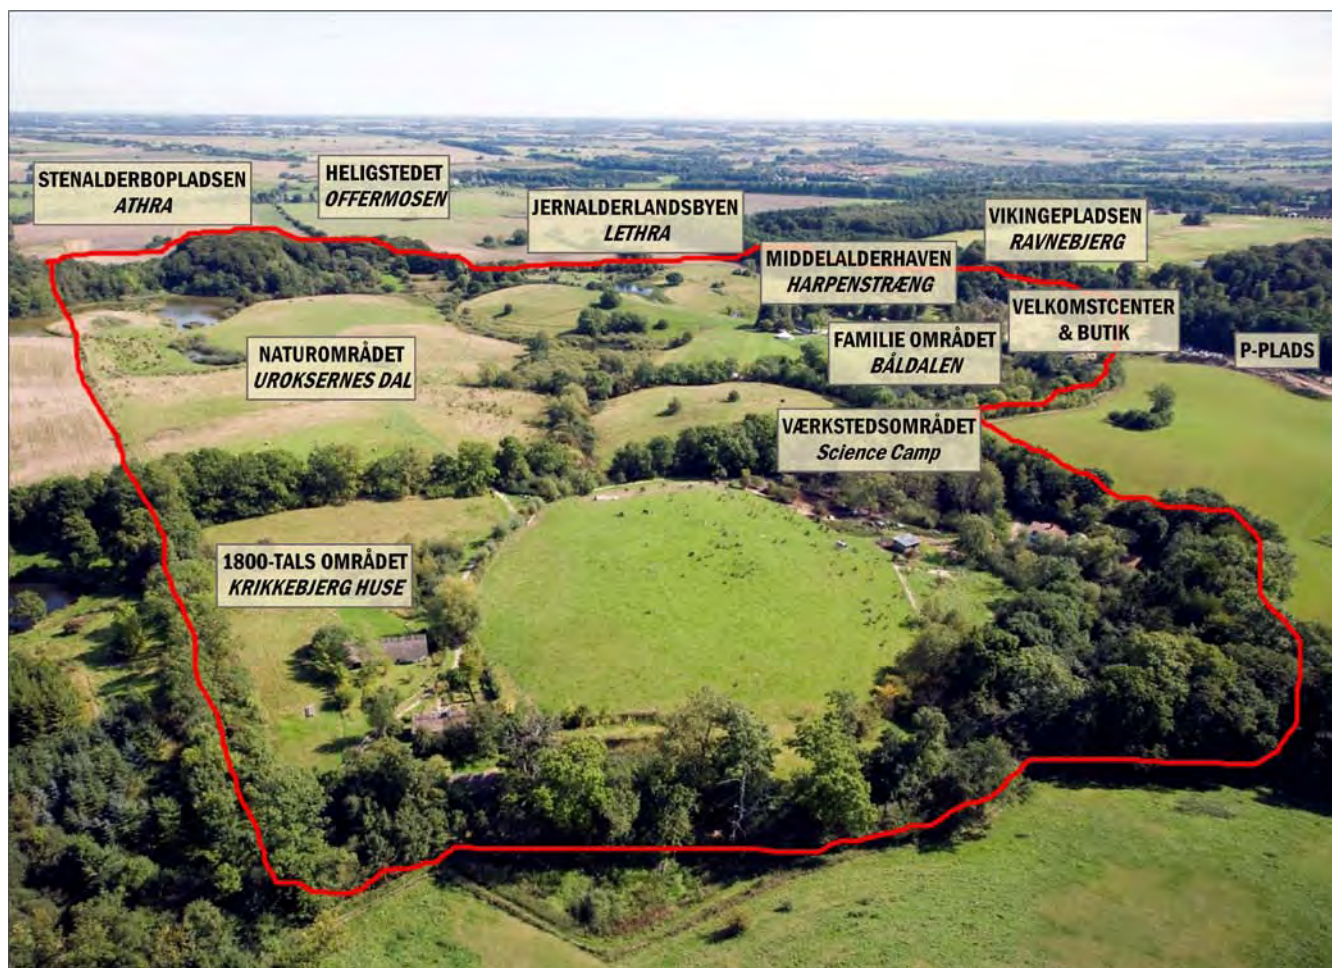 STENALDERBOPLADSEN
ATHRA
HELIGSTEDET
OFFERMOSEN
JERNALDERLANDSBYEN
LETHRA
MIDDELALDERHAVEN
HARPENSTRÆNG
VIKINGEPLADSEN
RAVNEBJERG
VELKOMSTCENTER
& BUTIK
P-PLADS
FAMILIE OMRÅDET
BÅLDALEN
NATUROMRÅDET
UROKSERNES DAL
VÆRKSTEDSOMRÅDET
Science Camp
1800-TALS OMRÅDET
KRIKKEBJERG HUSE